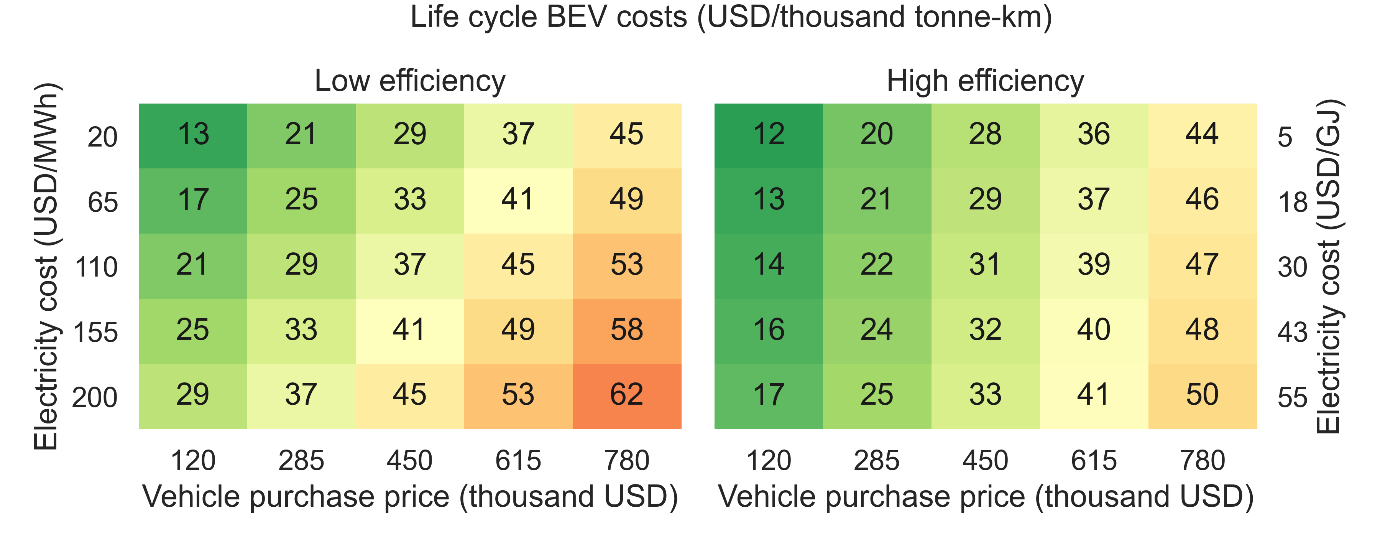 Life cycle BEV costs (USD/thousand tonne-km)
Low efficiency
High efficiency
Electricity cost (USD/MWh)
20 13 21 29 37 45
65 17 25 33 41 49
110 21 29 37 45 53
155 25 33 41 49 58
200 29 37 45 53 62
120 285 450 615 780
Vehicle purchase price (thousand USD)
12 20 28 36 44 5
13 21 29 37 46 18
14 22 31 39 47 30
16 24 32 40 48 43
17 25 33 41 50 55
120 285 450 615 780
Vehicle purchase price (thousand USD)
Electricity cost (USD/GJ)